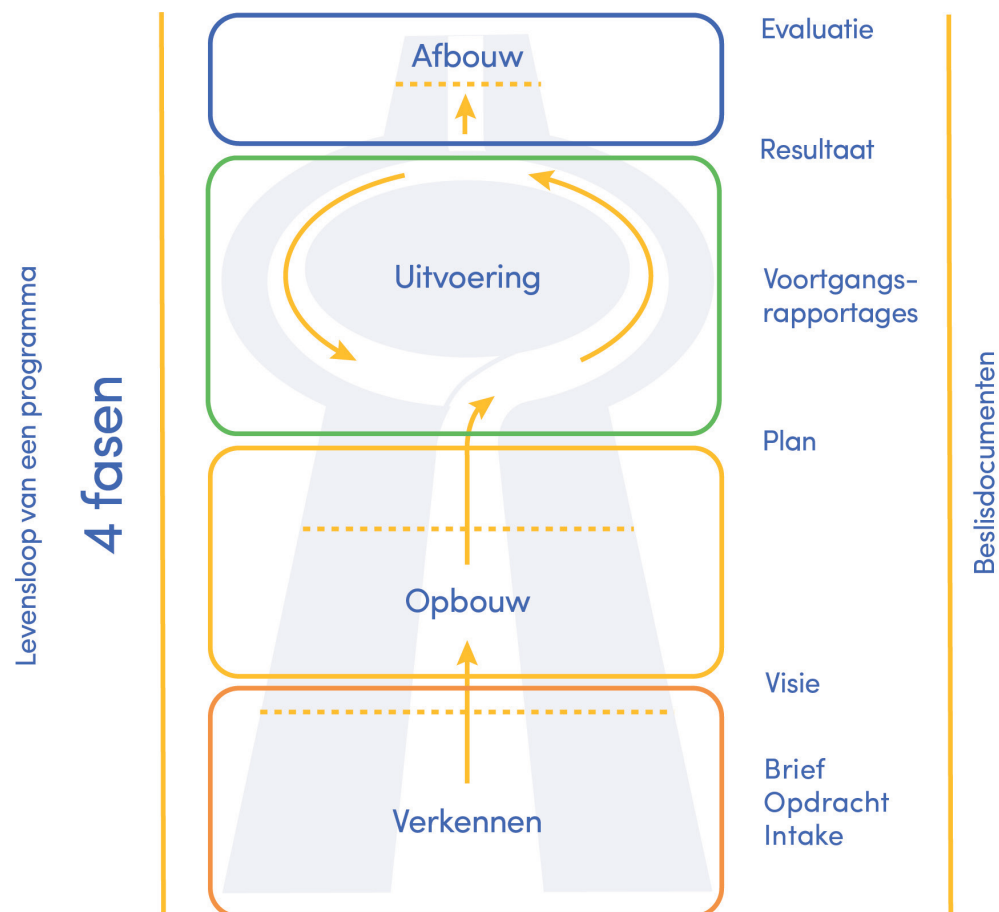 Levensloop van een programma
4 fasen
Afbouw
Uitvoering
Opbouw
Verkennen
Evaluatie
Resultaat
Voortgangs-
rapportages
Plan
Visie
Brief
Opdracht
Intake
Beslisdocumenten